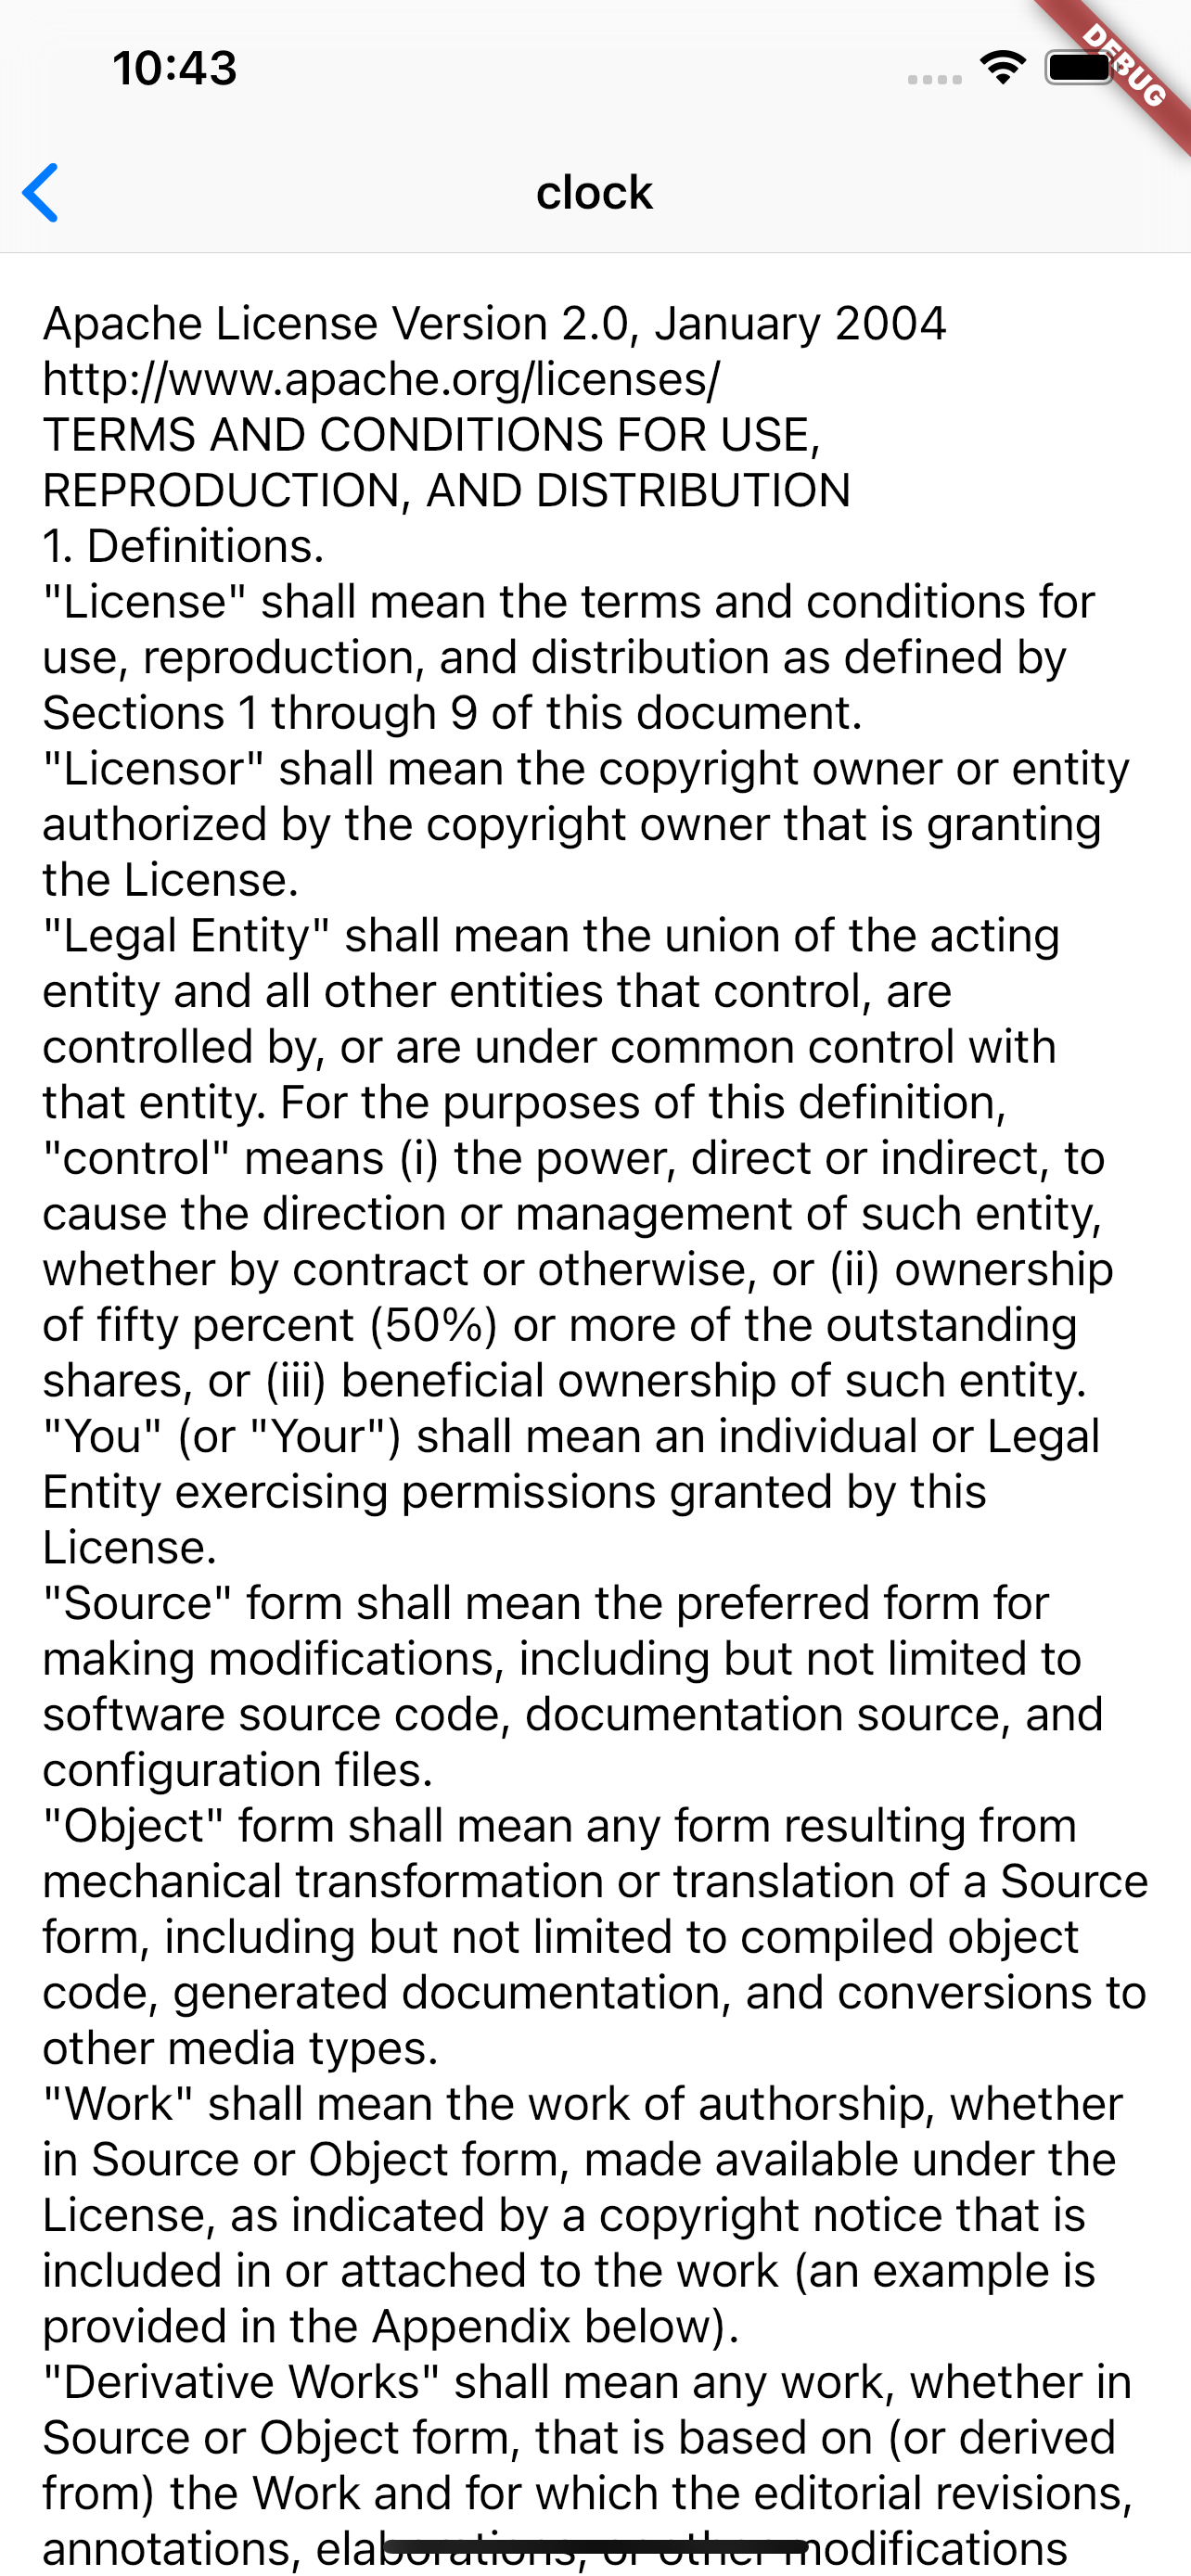 10:43
DEBUG
clock
Apache License Version 2.0, January 2004
http://www.apache.org/licenses/
TERMS AND CONDITIONS FOR USE,
REPRODUCTION, AND DISTRIBUTION
1. Definitions.
"License" shall mean the terms and conditions for
use, reproduction, and distribution as defined by
Sections 1 through 9 of this document.
"Licensor" shall mean the copyright owner or entity
authorized by the copyright owner that is granting
the License.
"Legal Entity" shall mean the union of the acting
entity and all other entities that control, are
controlled by, or are under common control with
that entity. For the purposes of this definition,
"control" means (i) the power, direct or indirect, to
cause the direction or management of such entity,
whether by contract or otherwise, or (ii) ownership
of fifty percent (50%) or more of the outstanding
shares, or (iii) beneficial ownership of such entity.
"You" (or "Your") shall mean an individual or Legal
Entity exercising permissions granted by this
License.
"Source" form shall mean the preferred form for
making modifications, including but not limited to
software source code, documentation source, and
configuration files.
"Object" form shall mean any form resulting from
mechanical transformation or translation of a Source
form, including but not limited to compiled object
code, generated documentation, and conversions to
other media types.
"Work" shall mean the work of authorship, whether
in Source or Object form, made available under the
License, as indicated by a copyright notice that is
included in or attached to the work (an example is
provided in the Appendix below).
"Derivative Works" shall mean any work, whether in
Source or Object form, that is based on (or derived
from) the Work and for which the editorial revisions,
annotations, elaborations, or other modifications